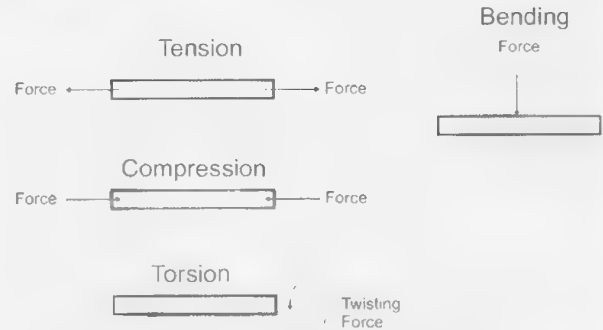 Tension
Force
Force
Compression
Force
Force
Torsion
Twisting
Force
Bending
Force